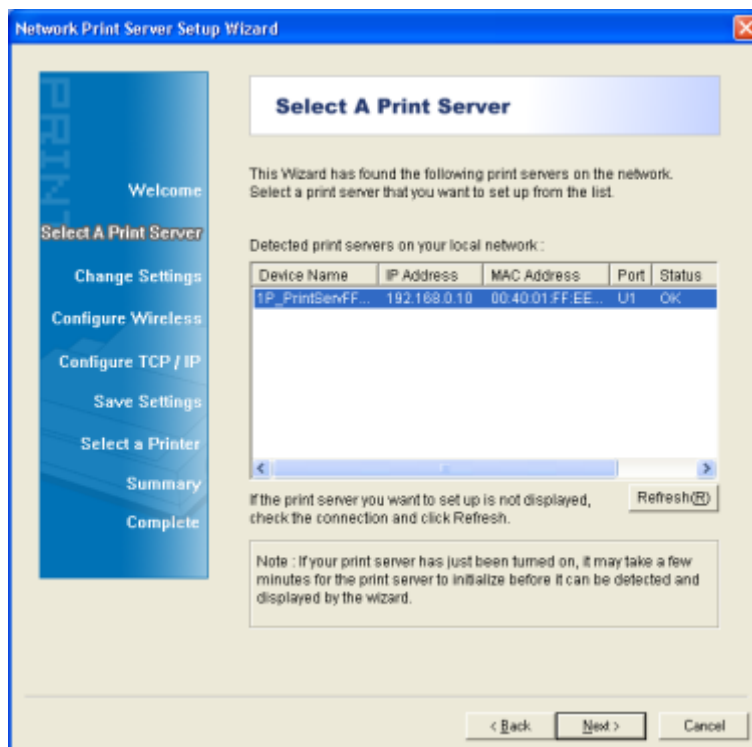 Network Print Server Setup Wizard
PRINT
Welcome
Select A Print Server
Change Settings
Configure Wireless
Configure TCP / IP
Save Settings
Select a Printer
Summary
Complete
Select A Print Server
This Wizard has found the following print servers on the network.
Select a print server that you want to set up from the list.
Detected print servers on your local network :
Device Name IP Address MAC Address Port Status
1P_PrintServFF... 192.168.0.10 00:40:01:FF:EE... U1 OK
If the print server you want to set up is not displayed,
check the connection and click Refresh.
Refresh(R)
Note : If your print server has just been turned on, it may take a few
minutes for the print server to initialize before it can be detected and
displayed by the wizard.
< Back Next > Cancel